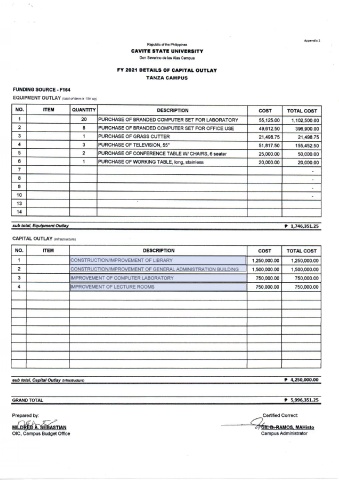 Appendix 2
Republic of the Philippines
CAVITE STATE UNIVERSITY
Don Severino de las Alas Campus
FY 2021 DETAILS OF CAPITAL OUTLAY
TANZA CAMPUS
FUNDING SOURCE - F164
EQUIPMENT OUTLAY
NO. ITEM QUANTITY DESCRIPTION COST TOTAL COST
1 20 PURCHASE OF BRANDED COMPUTER SET FOR LABORATORY 55,125.00 1,102,500.00
2 8 PURCHASE OF BRANDED COMPUTER SET FOR OFFICE USE 49,612.50 396,900.00
3 1 PURCHASE OF GRASS CUTTER 21,498.75 21,498.75
4 3 PURCHASE OF TELEVISION, 55" 51,817.50 155,452.50
5 2 PURCHASE OF CONFERENCE TABLE W/ CHAIRS, 6 seater 25,000.00 50,000.00
6 1 PURCHASE OF WORKING TABLE, long, stainless 20,000.00 20,000.00
7 -
8 -
9 -
10 -
13
14
sub total, Equipment Outlay ₱ 1,746,351.25
CAPITAL OUTLAY (Infrastructure)
NO. ITEM DESCRIPTION COST TOTAL COST
1 CONSTRUCTION/IMPROVEMENT OF LIBRARY 1,250,000.00 1,250,000.00
2 CONSTRUCTION/IMPROVEMENT OF GENERAL ADMINISTRATION BUILDING 1,500,000.00 1,500,000.00
3 IMPROVEMENT OF COMPUTER LABORATORY 750,000.00 750,000.00
4 IMPROVEMENT OF LECTURE ROOMS 750,000.00 750,000.00
sub total, Capital Outlay (Infrastructure) ₱ 4,250,000.00
GRAND TOTAL ₱ 5,996,351.25
Prepared by: Certified Correct:
MILDRED A. SEBASTIAN RAMOS, MAHisto
OIC, Campus Budget Office Campus Administrator